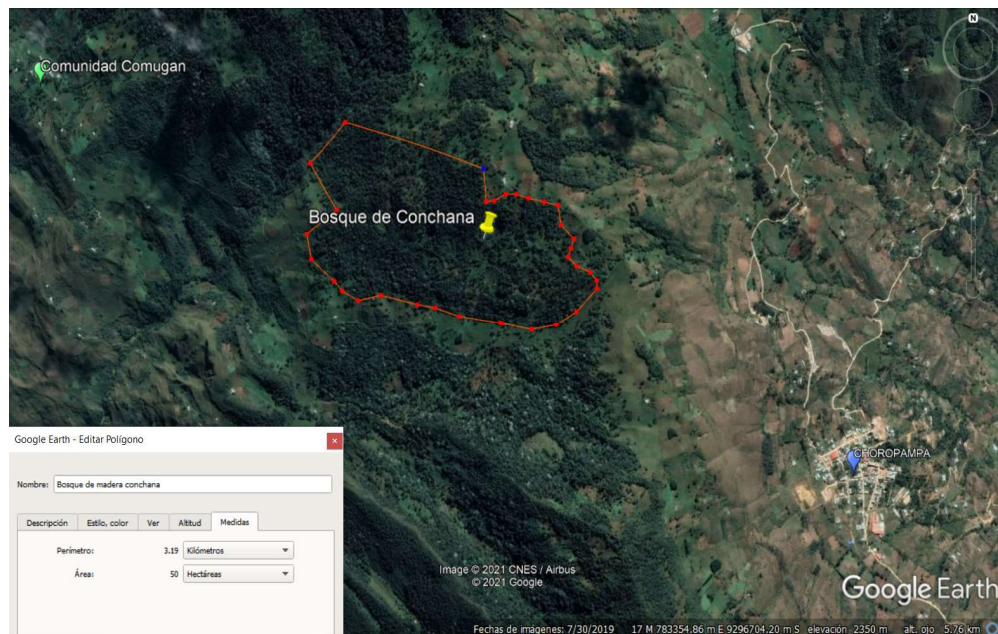 N
Comunidad Comugan
Bosque de Conchana
CHOROPAMPA
Google Earth - Editar Polígono
×
Nombre: Bosque de madera conchana
Descripción Estilo, color Ver Altitud Medidas
Perímetro: 3.19 Kilómetros
Área: 50 Hectáreas
Image © 2021 CNES / Airbus
© 2021 Google
Google Earth
Fechas de imágenes: 7/30/2019 17 M 783354.86 m E 9296704.20 m S elevación 2350 m alt. ojo 5.76 km